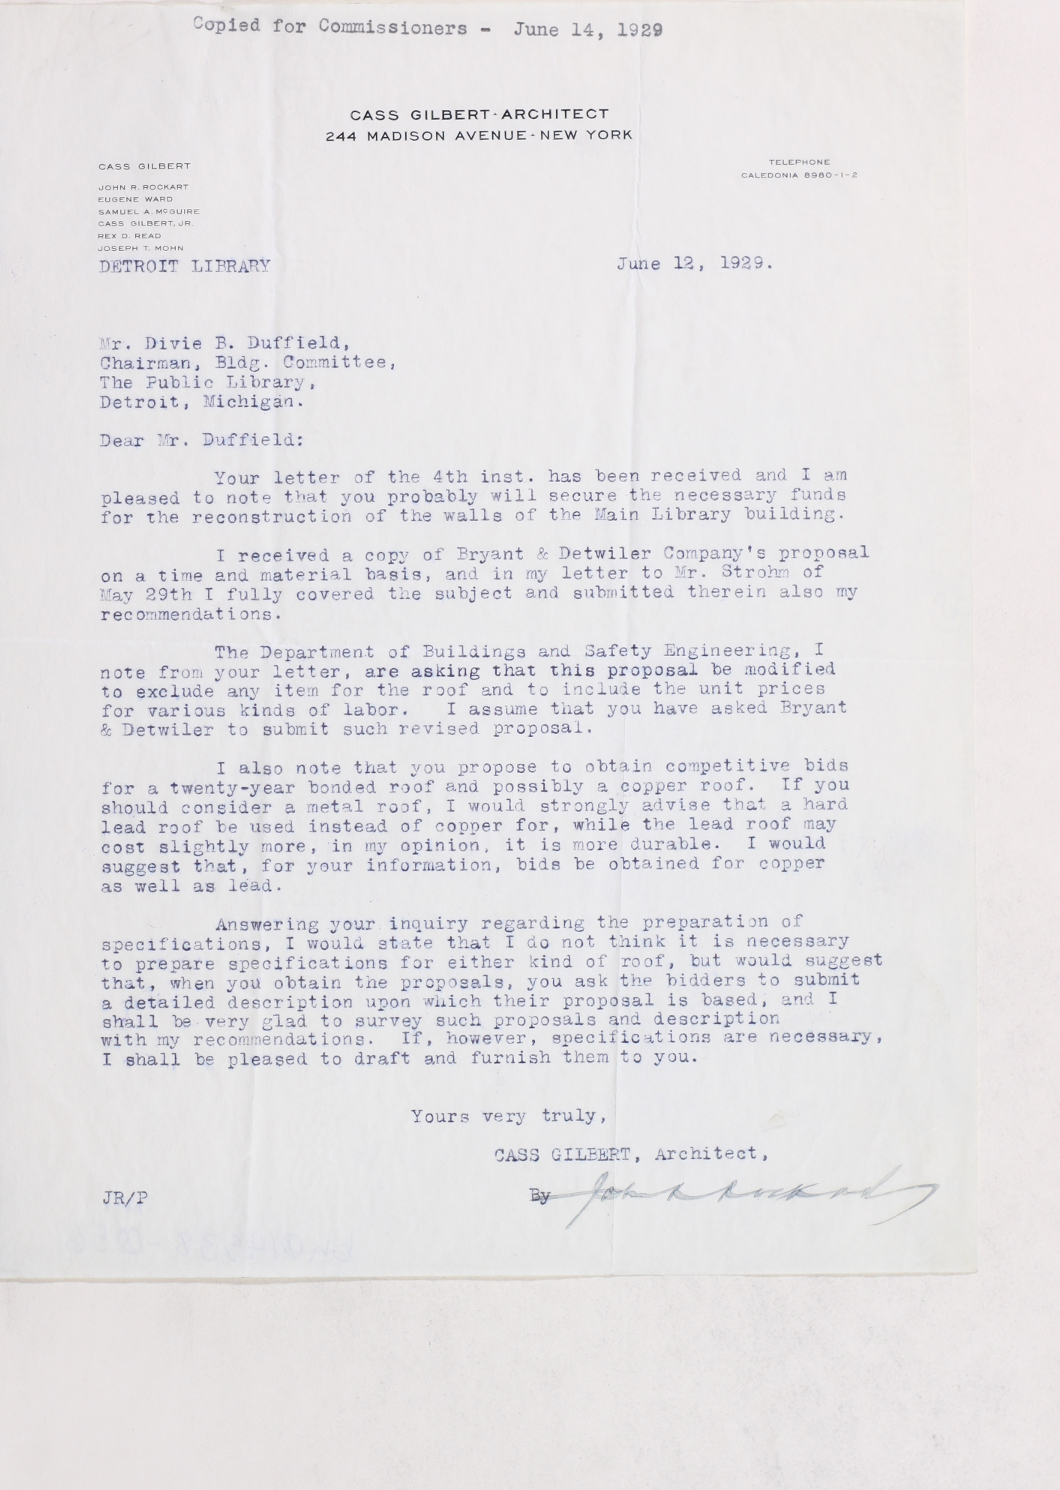 Copied for Commissioners - June 14, 1929
CASS GILBERT-ARCHITECT
244 MADISON AVENUE-NEW YORK
CASS GILBERT
JOHN R. ROCKART
EUGENE WARD
SAMUEL A. McGUIRE
CASS GILBERT, JR.
REX D. READ
JOSEPH T. MOHN
TELEPHONE
CALEDONIA 8980-1-2
DETROIT LIBRARY
June 12, 1929.
Mr. Divie B. Duffield,
Chairman, Bldg. Committee,
The Public Library,
Detroit, Michigan.
Dear Mr. Duffield:
Your letter of the 4th inst. has been received and I am
pleased to note that you probably will secure the necessary funds
for the reconstruction of the walls of the Main Library building.
I received a copy of Bryant & Detwiler Company's proposal
on a time and material basis, and in my letter to Mr. Strohm of
May 29th I fully covered the subject and submitted therein also my
recommendations.
The Department of Buildings and Safety Engineering, I
note from your letter, are asking that this proposal be modified
to exclude any item for the roof and to include the unit prices
for various kinds of labor. I assume that you have asked Bryant
& Detwiler to submit such revised proposal.
I also note that you propose to obtain competitive bids
for a twenty-year bonded roof and possibly a copper roof. If you
should consider a metal roof, I would strongly advise that a hard
lead roof be used instead of copper for, while the lead roof may
cost slightly more, in my opinion, it is more durable. I would
suggest that, for your information, bids be obtained for copper
as well as lead.
Answering your inquiry regarding the preparation of
specifications, I would state that I do not think it is necessary
to prepare specifications for either kind of roof, but would suggest
that, when you obtain the proposals, you ask the bidders to submit
a detailed description upon which their proposal is based, and I
shall be very glad to survey such proposals and description
with my recommendations. If, however, specifications are necessary,
I shall be pleased to draft and furnish them to you.
Yours very truly,
CASS GILBERT, Architect,
By John R. Rockart
JR/P